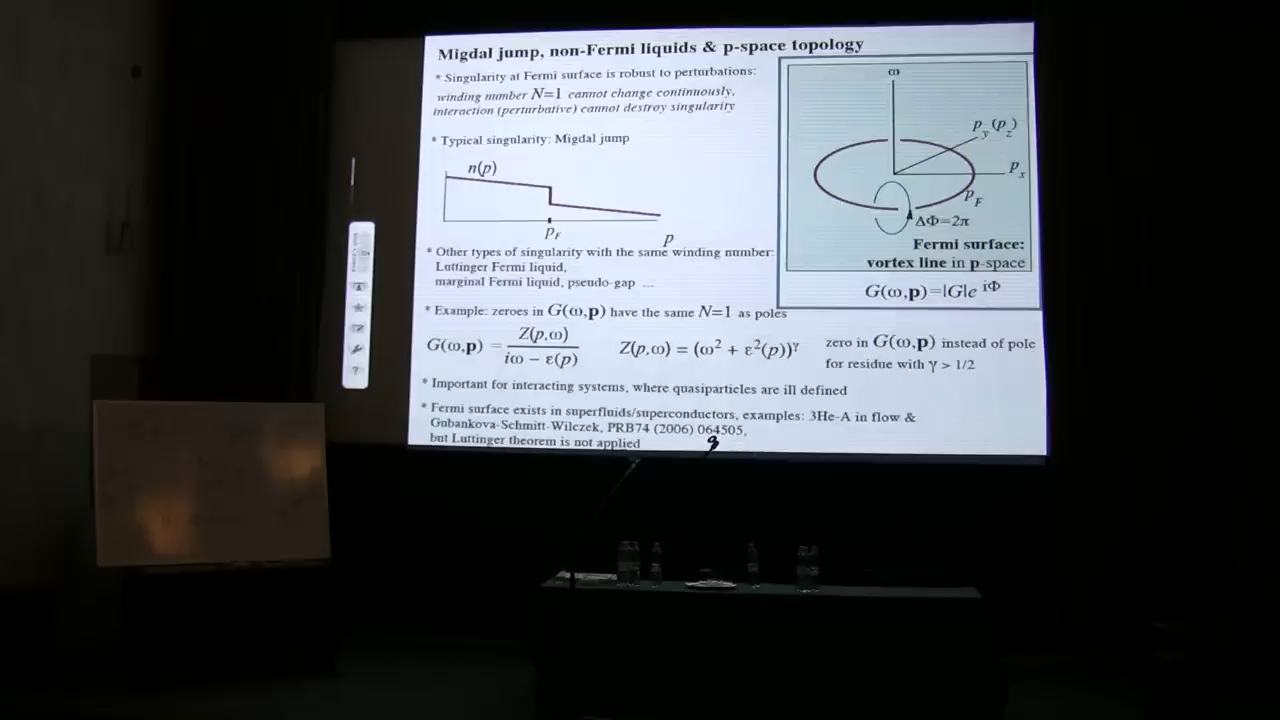 Migdal jump, non-Fermi liquids & p-space topology
* Singularity at Fermi surface is robust to perturbations:
winding number N=1 cannot change continuously,
interaction (perturbative) cannot destroy singularity
* Typical singularity: Migdal jump
n(p)
p_F
p
* Other types of singularity with the same winding number:
Luttinger Fermi liquid,
marginal Fermi liquid, pseudo-gap ...
* Example: zeroes in G(ω,p) have the same N=1 as poles
G(ω,p) = Z(p,ω) / (iω − ε(p))
Z(p,ω) = (ω² + ε²(p))^γ
zero in G(ω,p) instead of pole
for residue with γ > 1/2
* Important for interacting systems, where quasiparticles are ill defined
* Fermi surface exists in superfluids/superconductors, examples: 3He-A in flow &
Gubankova-Schmitt-Wilczek, PRB74 (2006) 064505,
but Luttinger theorem is not applied
ω
p_y(p_z)
p_x
p_F
ΔΦ=2π
Fermi surface:
vortex line in p-space
G(ω,p)=|G|e^iΦ